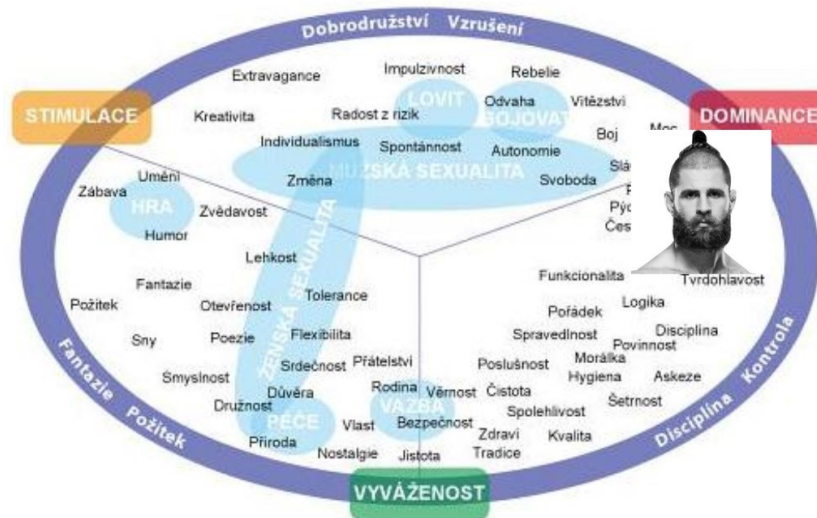 Dobrodružství Vzrušení
Impulzivnost
Rebelie
Extravagance
LOVIT
Odvaha
Vítězství
STIMULACE
Kreativita
Radost z rizik
BOJOVAT
DOMINANCE
Boj
Moc
Individualismus
Spontánnost
Autonomie
MUŽSKÁ SEXUALITA
Umění
Změna
Svoboda
Zábava
HRA
Zvědavost
Humor
Lehkost
Fantazie
Tolerance
Funkcionalita
Tvrdohlavost
Požitek
Otevřenost
Logika
Pořádek
ŽENSKÁ SEXUALITA
Sny
Poezie
Flexibilita
Spravedlnost
Disciplína
Povinnost
Srdečnost
Přátelství
Poslušnost
Morálka
Smyslnost
Hygiena
Askeze
Důvěra
Rodina
Věrnost
Čistota
Šetrnost
Družnost
VAZBA
Spolehlivost
PÉČE
Vlast
Bezpečnost
Příroda
Zdraví
Kvalita
Nostalgie
Jistota
Tradice
Fantazie Požitek
Disciplína Kontrola
VYVÁŽENOST